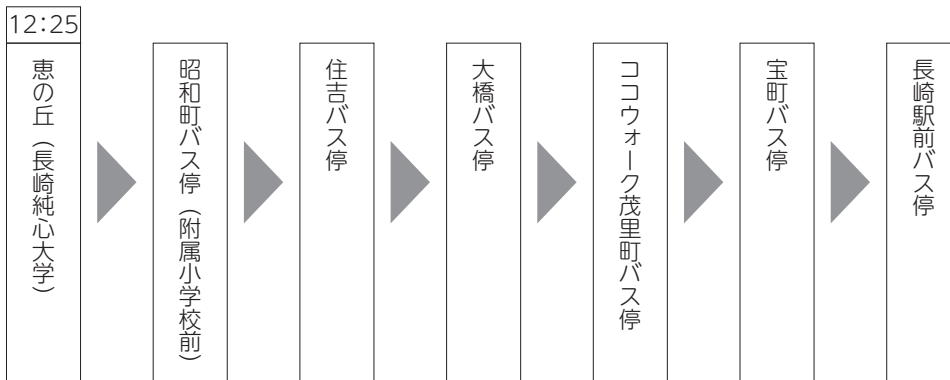 12:25
恵の丘（長崎純心大学）
昭和町バス停（附属小学校前）
住吉バス停
大橋バス停
ココウォーク茂里町バス停
宝町バス停
長崎駅前バス停